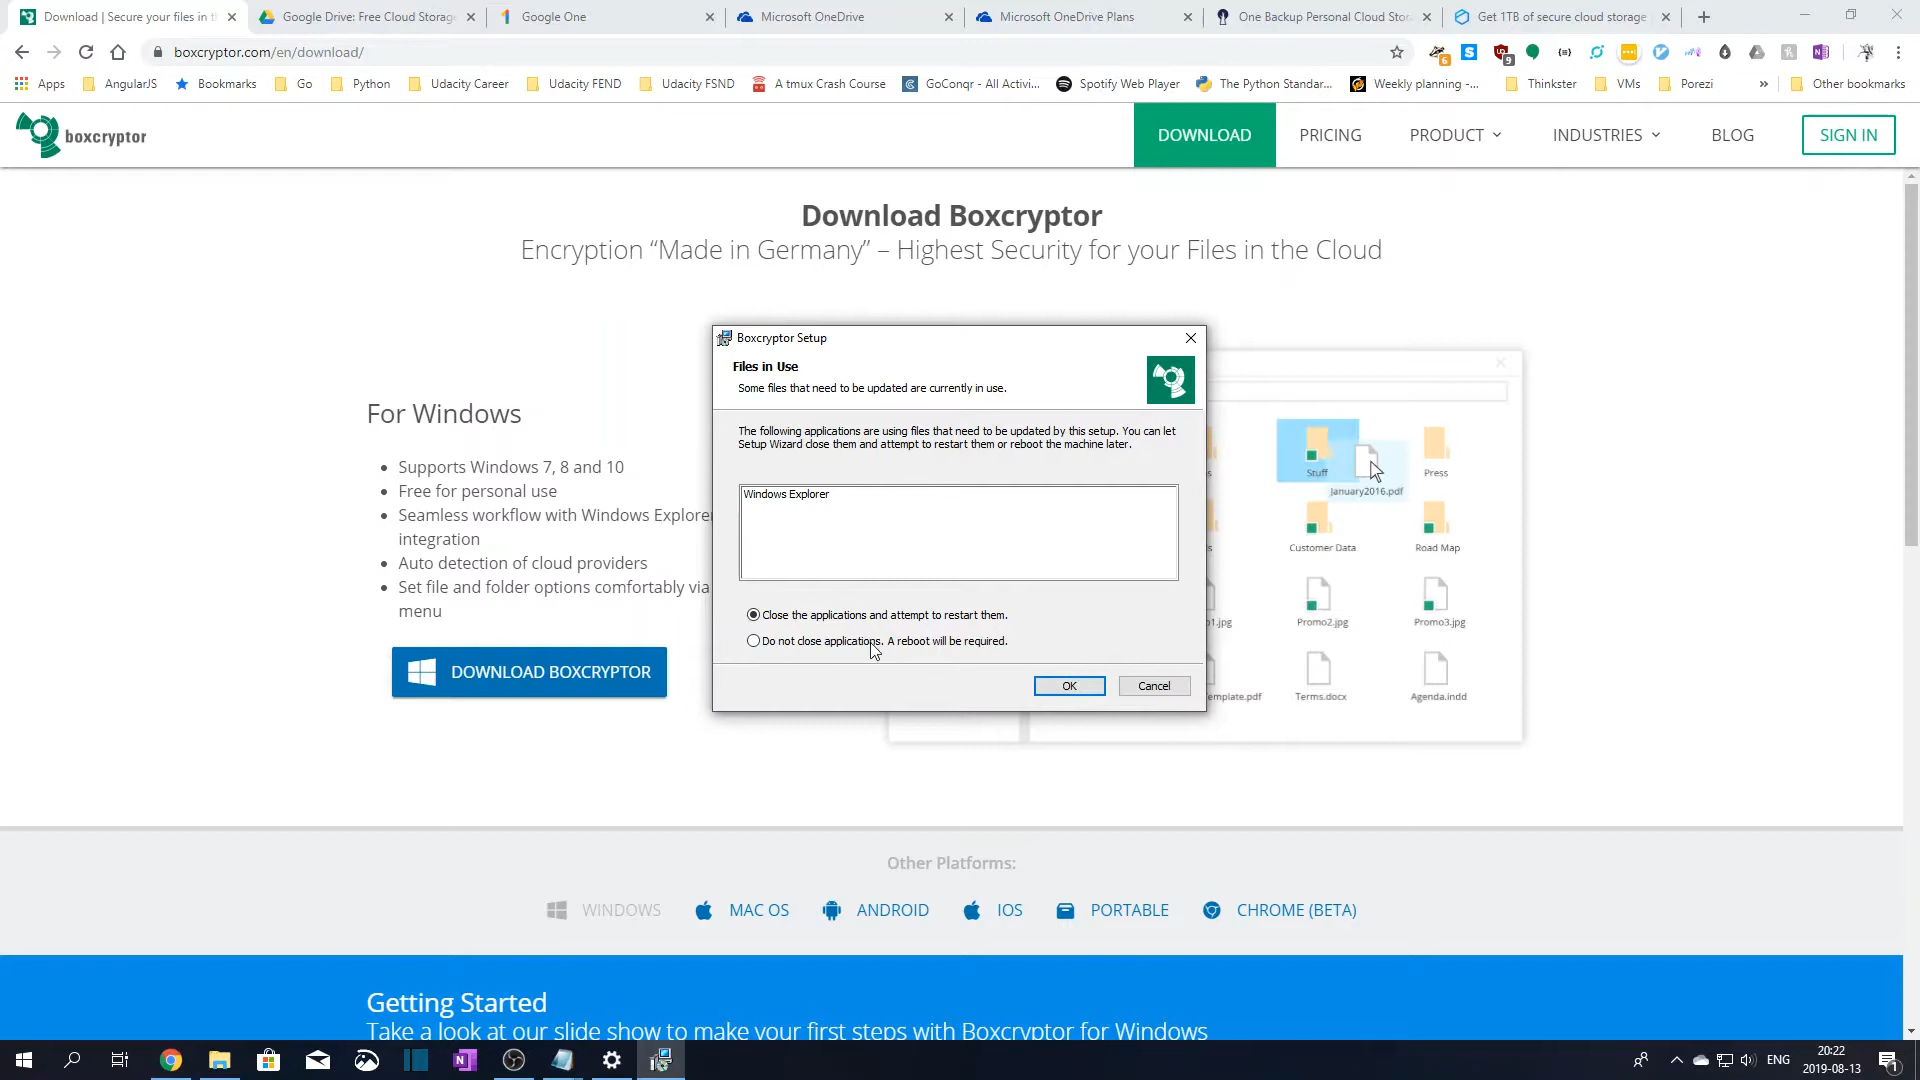 Download | Secure your files in t
Google Drive: Free Cloud Storage
Google One
Microsoft OneDrive
Microsoft OneDrive Plans
One Backup Personal Cloud Stor
Get 1TB of secure cloud storage
boxcryptor.com/en/download/
Apps
AngularJS
Bookmarks
Go
Python
Udacity Career
Udacity FEND
Udacity FSND
A tmux Crash Course
GoConqr - All Activi...
Spotify Web Player
The Python Standar...
Weekly planning -...
Thinkster
VMs
Porezi
»
Other bookmarks
boxcryptor
DOWNLOAD
PRICING
PRODUCT
INDUSTRIES
BLOG
SIGN IN
Download Boxcryptor
Encryption “Made in Germany” – Highest Security for your Files in the Cloud
For Windows
• Supports Windows 7, 8 and 10
• Free for personal use
• Seamless workflow with Windows Explorer
integration
• Auto detection of cloud providers
• Set file and folder options comfortably via
menu
DOWNLOAD BOXCRYPTOR
Boxcryptor Setup
Files in Use
Some files that need to be updated are currently in use.
The following applications are using files that need to be updated by this setup. You can let
Setup Wizard close them and attempt to restart them or reboot the machine later.
Windows Explorer
Close the applications and attempt to restart them.
Do not close applications. A reboot will be required.
OK
Cancel
Stuff
January2016.pdf
Press
Customer Data
Road Map
Promo2.jpg
Promo3.jpg
Terms.docx
Agenda.indd
Other Platforms:
WINDOWS
MAC OS
ANDROID
IOS
PORTABLE
CHROME (BETA)
Getting Started
Take a look at our slide show to make your first steps with Boxcryptor for Windows
ENG
20:22
2019-08-13